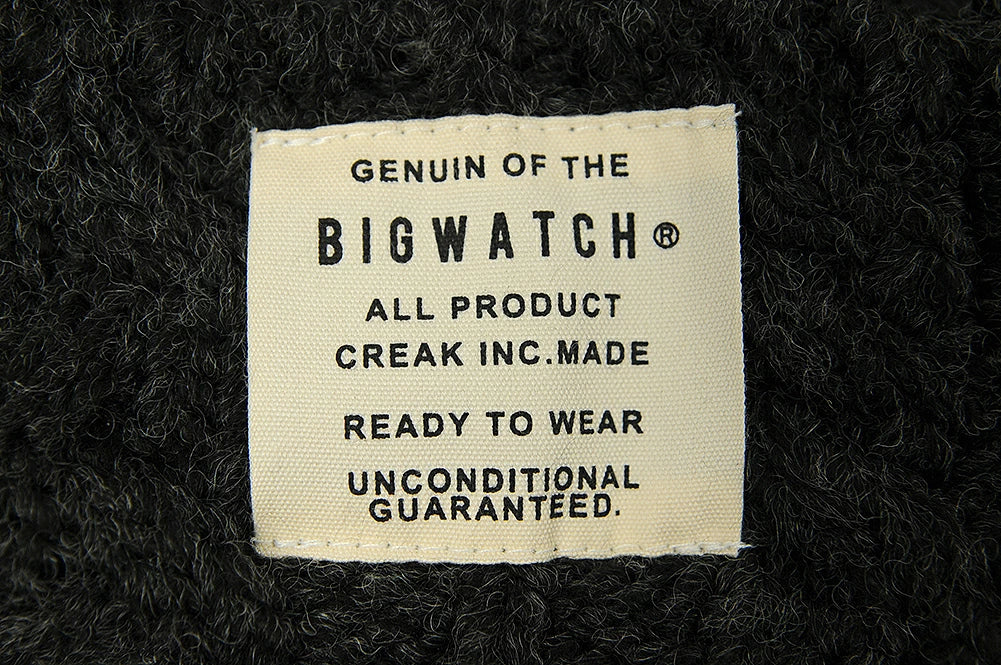 GENUIN OF THE
BIGWATCH®
ALL PRODUCT
CREAK INC.MADE
READY TO WEAR
UNCONDITIONAL
GUARANTEED.